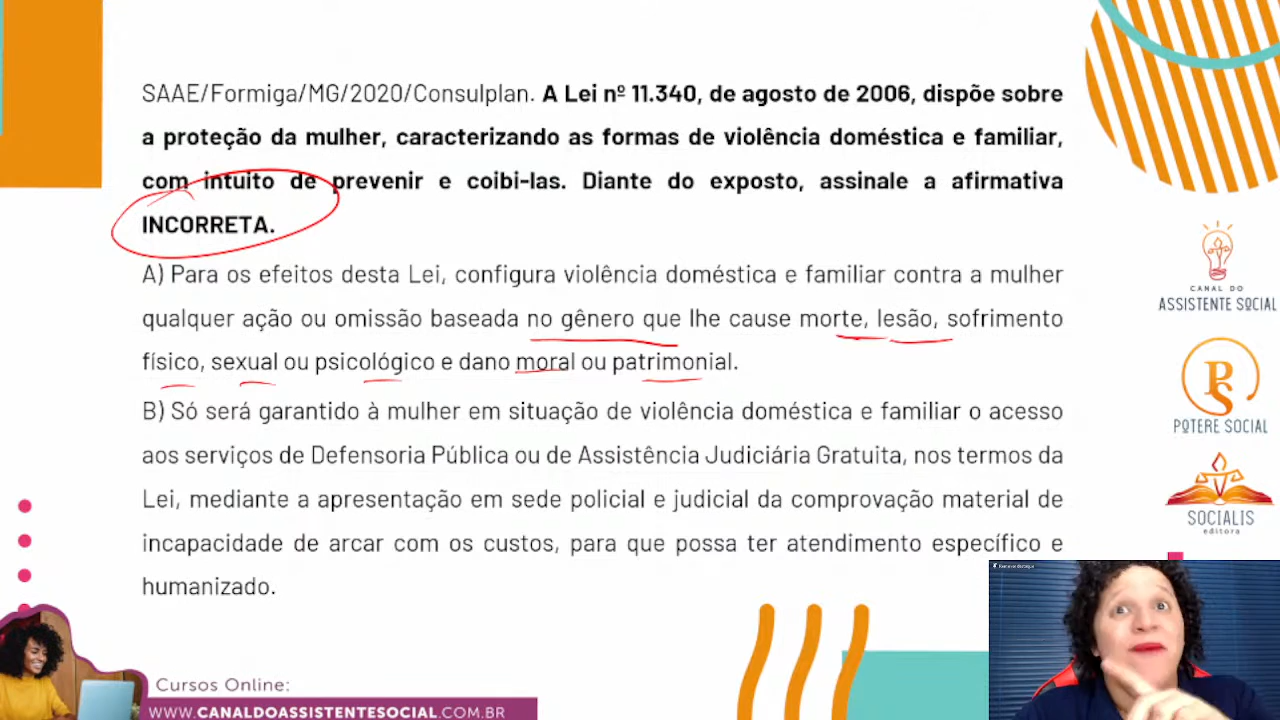 SAAE/Formiga/MG/2020/Consulplan. A Lei nº 11.340, de agosto de 2006, dispõe sobre
a proteção da mulher, caracterizando as formas de violência doméstica e familiar,
com intuito de prevenir e coibi-las. Diante do exposto, assinale a afirmativa
INCORRETA.
A) Para os efeitos desta Lei, configura violência doméstica e familiar contra a mulher
qualquer ação ou omissão baseada no gênero que lhe cause morte, lesão, sofrimento
físico, sexual ou psicológico e dano moral ou patrimonial.
B) Só será garantido à mulher em situação de violência doméstica e familiar o acesso
aos serviços de Defensoria Pública ou de Assistência Judiciária Gratuita, nos termos da
Lei, mediante a apresentação em sede policial e judicial da comprovação material de
incapacidade de arcar com os custos, para que possa ter atendimento específico e
humanizado.
CANAL DO
ASSISTENTE SOCIAL
PS
POTERE SOCIAL
SOCIALIS
editora
Cursos Online:
WWW.CANALDOASSISTENTESOCIAL.COM.BR